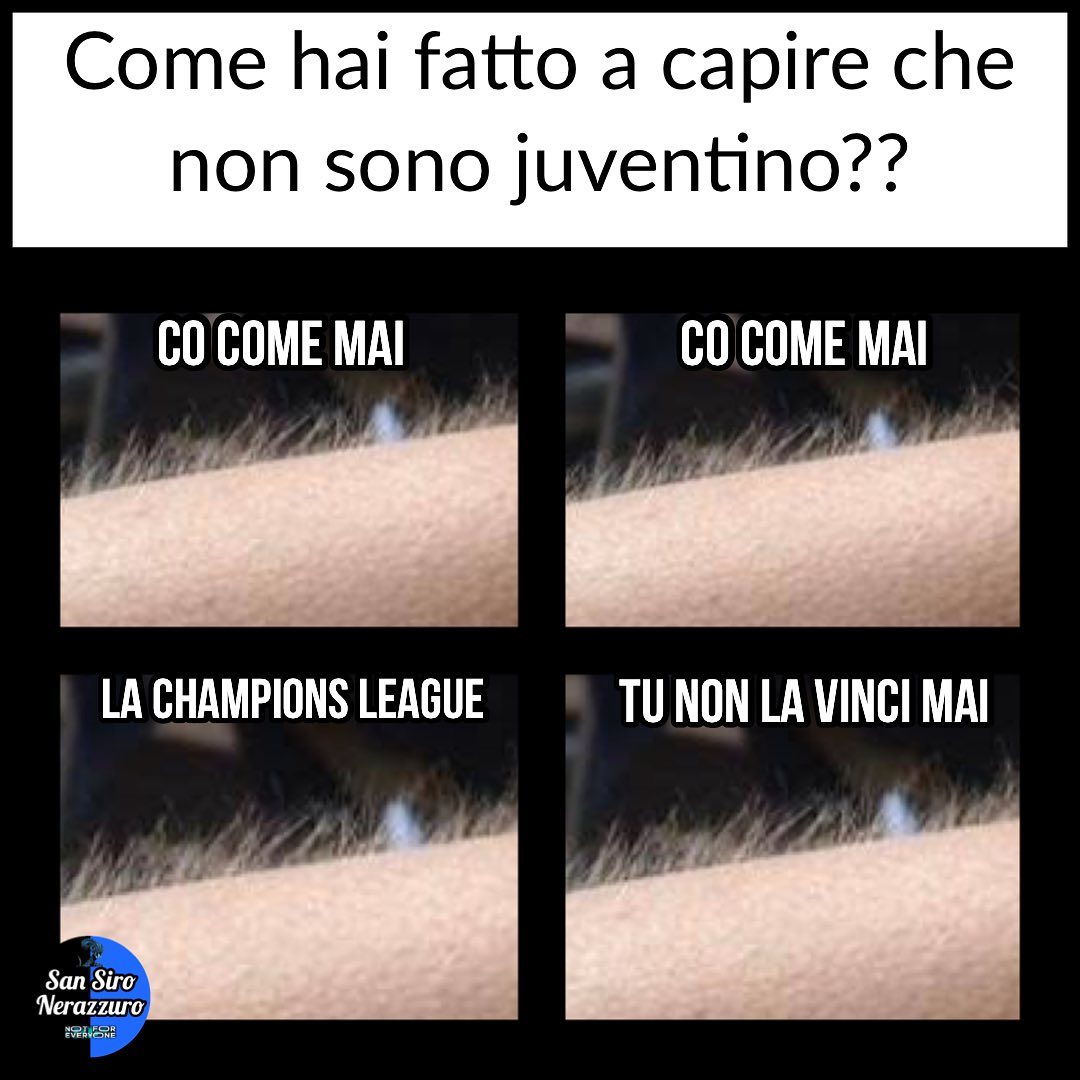 Come hai fatto a capire che
non sono juventino??
CO COME MAI
CO COME MAI
LA CHAMPIONS LEAGUE
TU NON LA VINCI MAI
San Siro
Nerazzuro
NOT FOR
EVERYONE